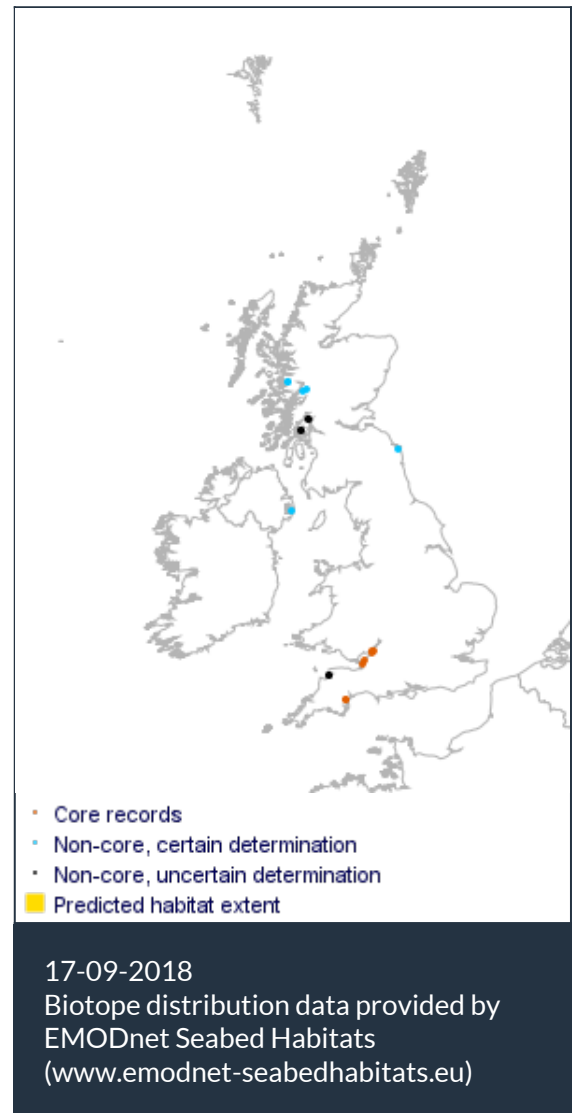 Core records
Non-core, certain determination
Non-core, uncertain determination
Predicted habitat extent
17-09-2018
Biotope distribution data provided by
EMODnet Seabed Habitats
(www.emodnet-seabedhabitats.eu)